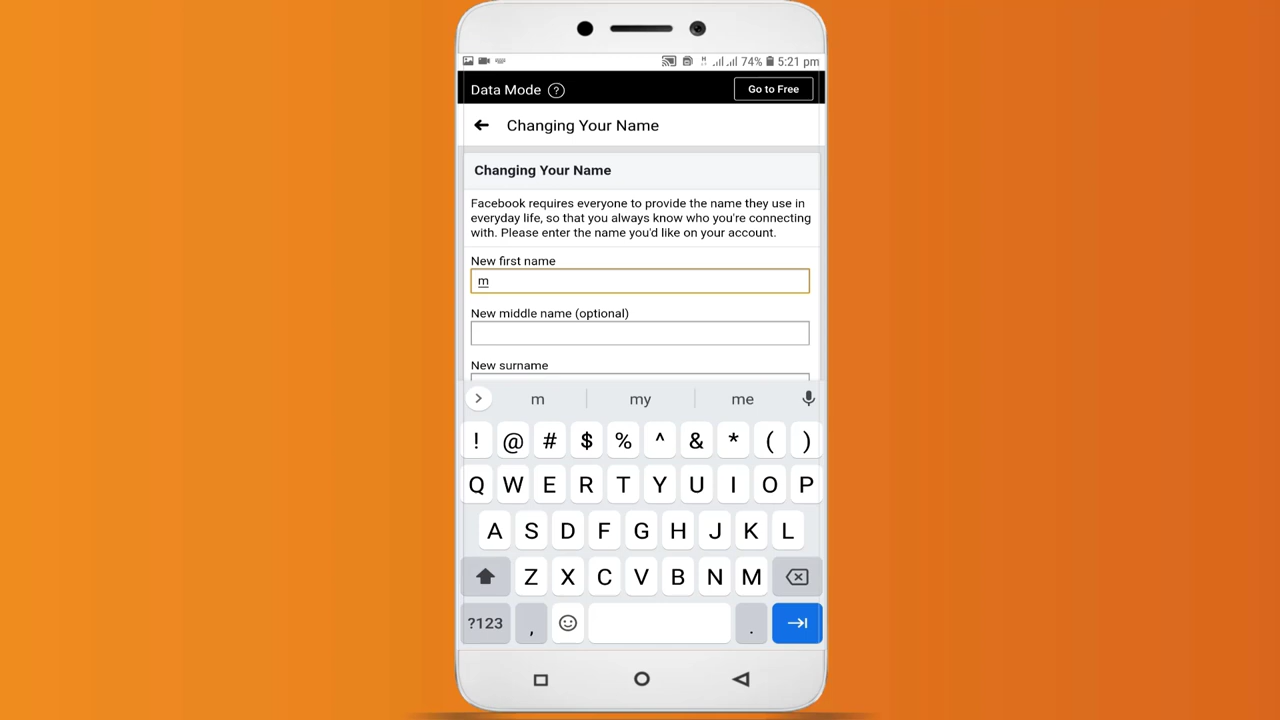 74% 5:21 pm
Data Mode ? Go to Free
Changing Your Name
Changing Your Name
Facebook requires everyone to provide the name they use in
everyday life, so that you always know who you're connecting
with. Please enter the name you'd like on your account.
New first name
m
New middle name (optional)
New surname
m my me
! @ # $ % ^ & * ( )
Q W E R T Y U I O P
A S D F G H J K L
Z X C V B N M
?123 , .